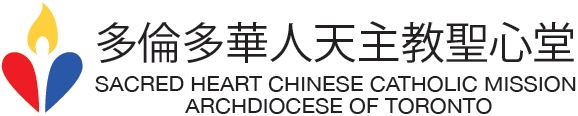 多倫多華人天主教聖心堂
SACRED HEART CHINESE CATHOLIC MISSION
ARCHDIOCESE OF TORONTO